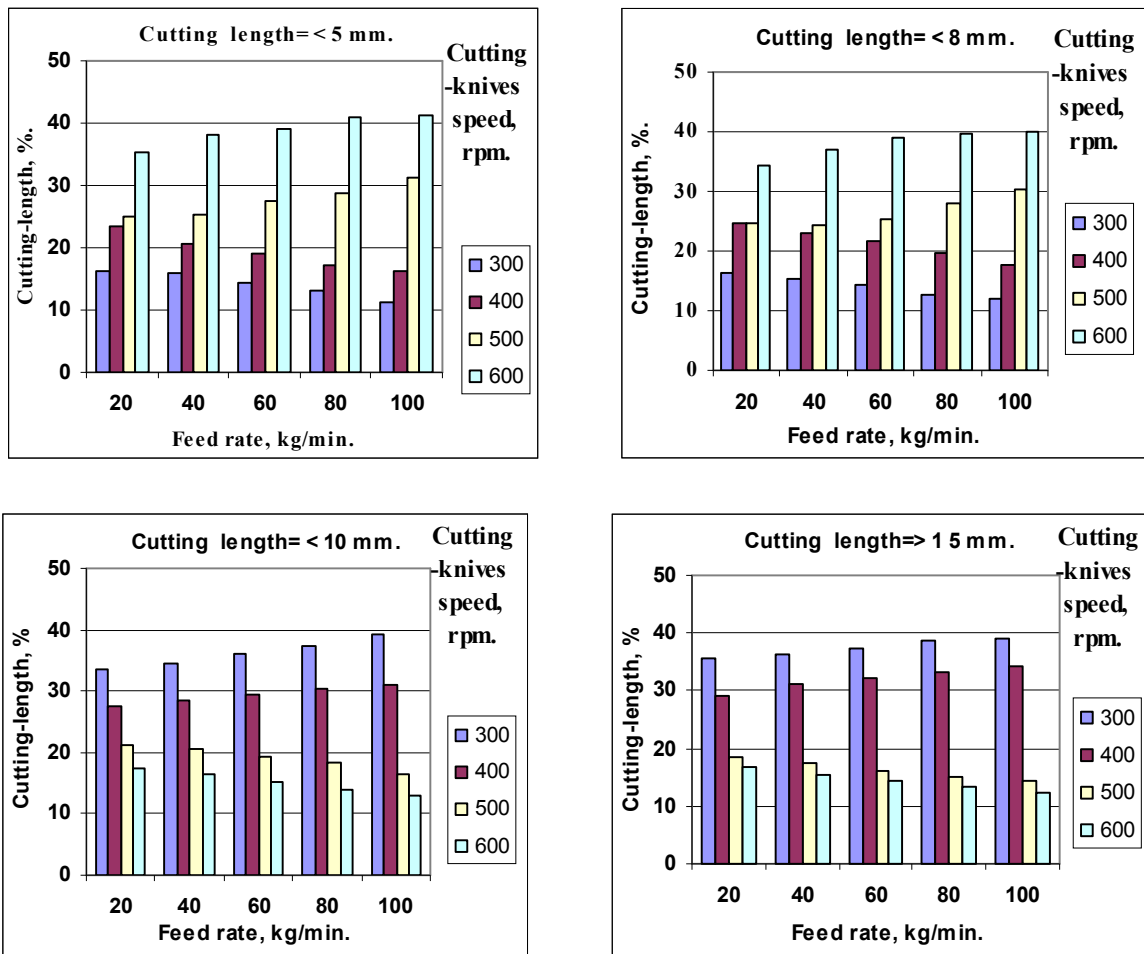 Cutting length= < 5 mm.
Cutting
-knives
speed,
rpm.
50
40
30
20
10
0
Cutting-length, %.
20 40 60 80 100
Feed rate, kg/min.
300
400
500
600
Cutting length= < 8 mm.
Cutting
-knives
speed,
rpm.
50
40
30
20
10
0
Cutting-length, %.
20 40 60 80 100
Feed rate, kg/min.
300
400
500
600
Cutting length= < 10 mm.
Cutting
-knives
speed,
rpm.
50
40
30
20
10
0
Cutting-length, %
20 40 60 80 100
Feed rate, kg/min.
300
400
500
600
Cutting length=> 1 5 mm.
Cutting
-knives
speed,
rpm.
50
40
30
20
10
0
Cutting-length, %
20 40 60 80 100
Feed rate, kg/min.
300
400
500
600